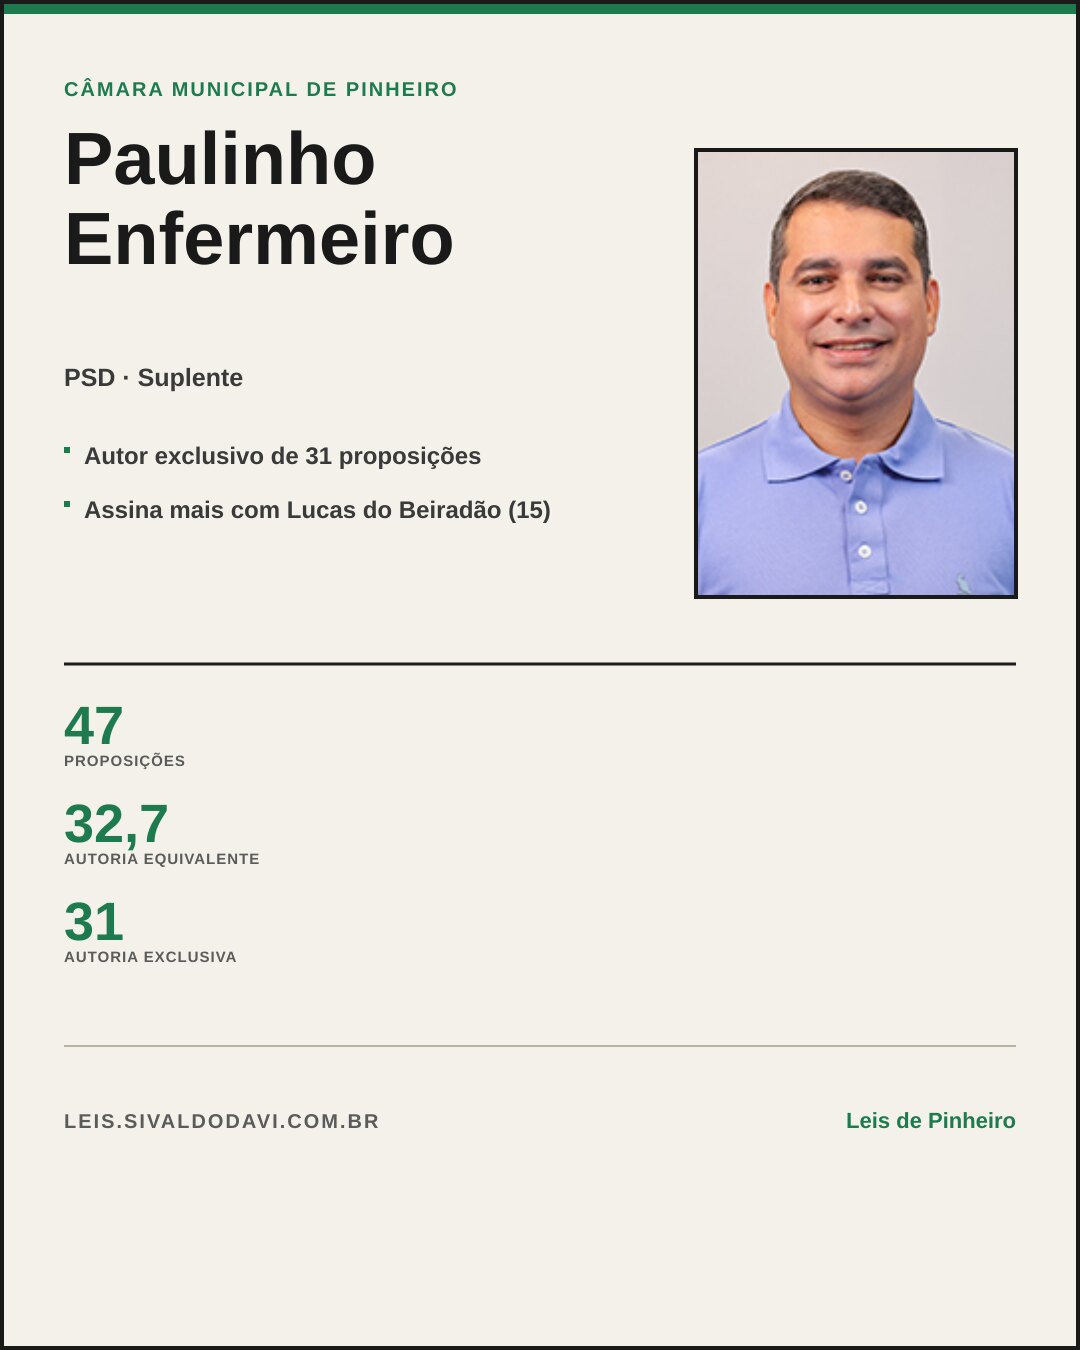 CÂMARA MUNICIPAL DE PINHEIRO
Paulinho
Enfermeiro
PSD · Suplente
Autor exclusivo de 31 proposições
Assina mais com Lucas do Beiradão (15)
47
PROPOSIÇÕES
32,7
AUTORIA EQUIVALENTE
31
AUTORIA EXCLUSIVA
LEIS.SIVALDODAVI.COM.BR
Leis de Pinheiro